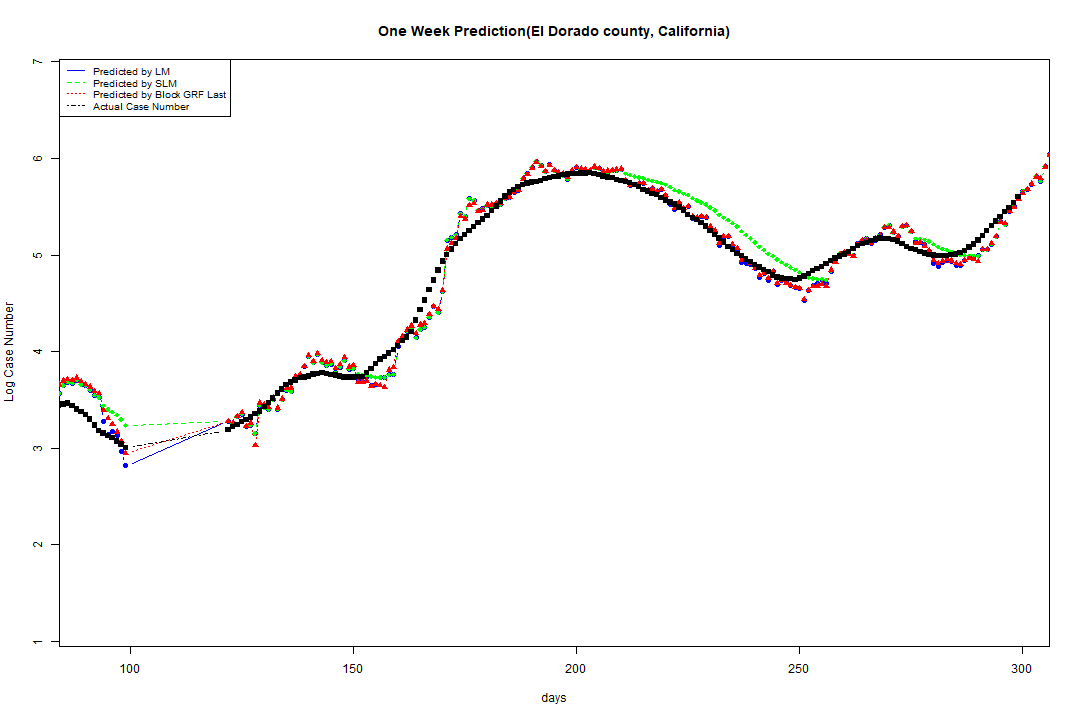 One Week Prediction(El Dorado county, California)
Predicted by LM
Predicted by SLM
Predicted by Block GRF Last
Actual Case Number
Log Case Number
7
6
5
4
3
2
1
100 150 200 250 300
days